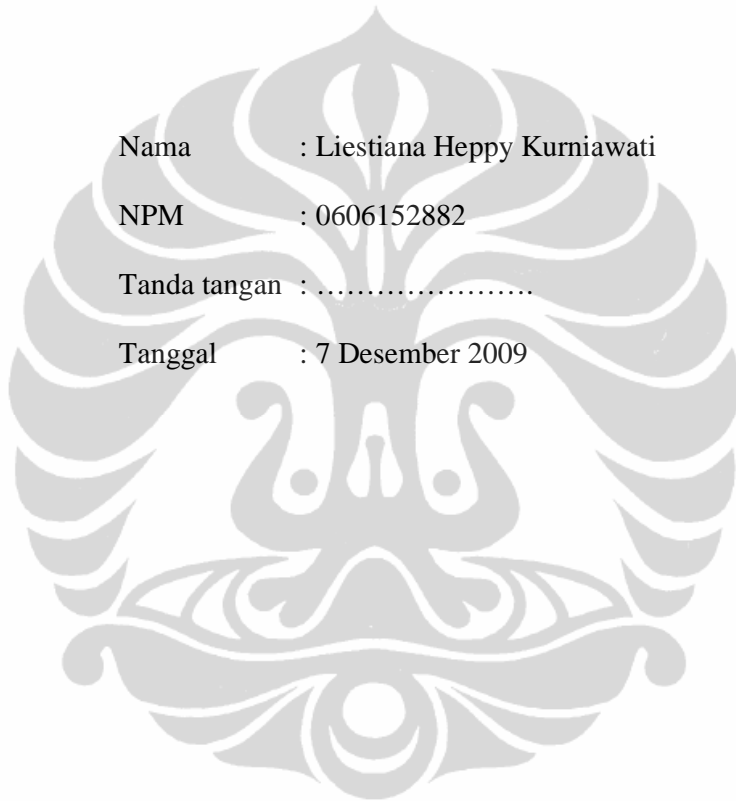 Nama : Liestiana Heppy Kurniawati
NPM : 0606152882
Tanda tangan : …………………..
Tanggal : 7 Desember 2009